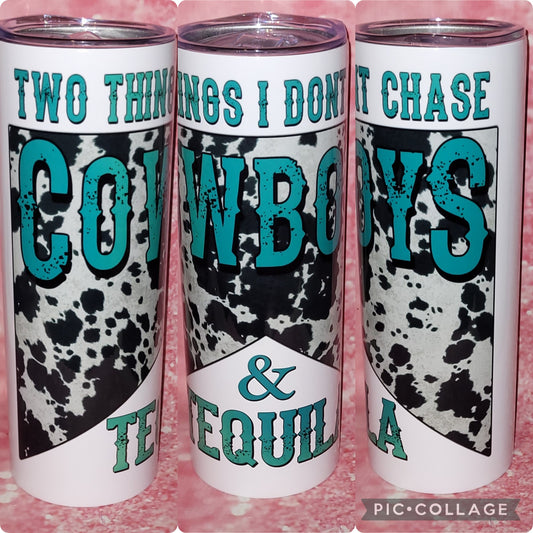 TWO THINGS I DONT CHASE
COWBOYS
&
TEQUILA
PIC•COLLAGE